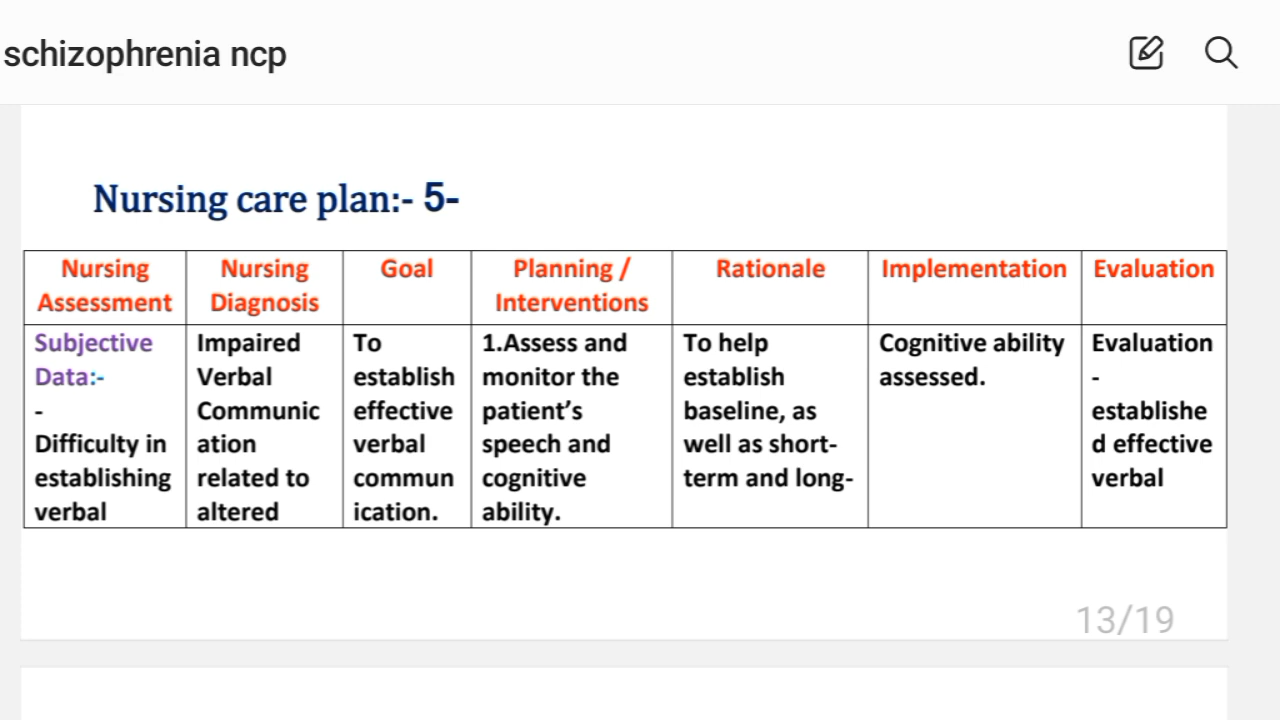 schizophrenia ncp
Nursing care plan:- 5-
Nursing
Assessment
Nursing
Diagnosis
Goal
Planning /
Interventions
Rationale
Implementation
Evaluation
Subjective
Data:-
-
Difficulty in
establishing
verbal
Impaired
Verbal
Communic
ation
related to
altered
To
establish
effective
verbal
commun
ication.
1.Assess and
monitor the
patient’s
speech and
cognitive
ability.
To help
establish
baseline, as
well as short-
term and long-
Cognitive ability
assessed.
Evaluation
-
establishe
d effective
verbal
13/19